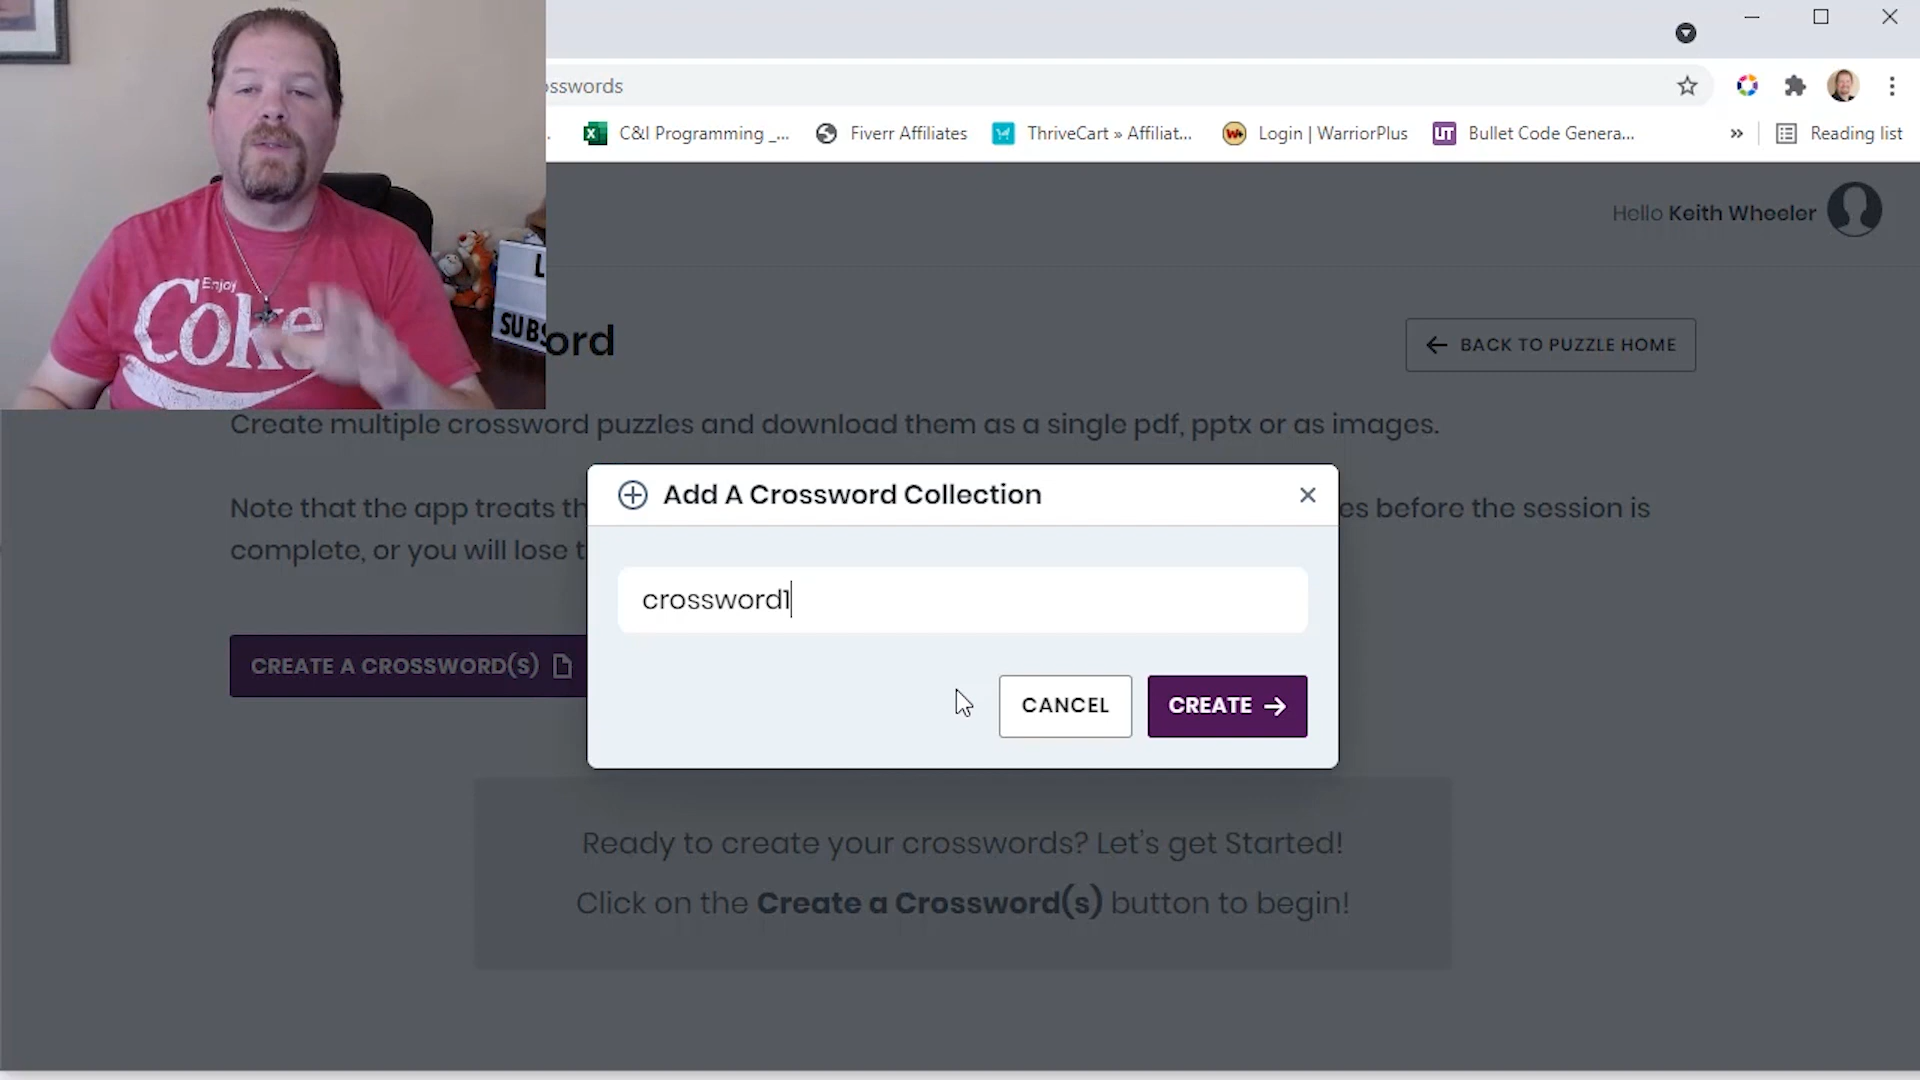 osswords
C&I Programming _... Fiverr Affiliates ThriveCart » Affiliat... Login | WarriorPlus Bullet Code Genera... » Reading list
Hello Keith Wheeler
Enjoy
Coke
L
SUBS
ord
← BACK TO PUZZLE HOME
Create multiple crossword puzzles and download them as a single pdf, pptx or as images.
Add A Crossword Collection ×
Note that the app treats th es before the session is
complete, or you will lose t
crossword1
CREATE A CROSSWORD(S)
CANCEL
CREATE →
Ready to create your crosswords? Let's get Started!
Click on the Create a Crossword(s) button to begin!